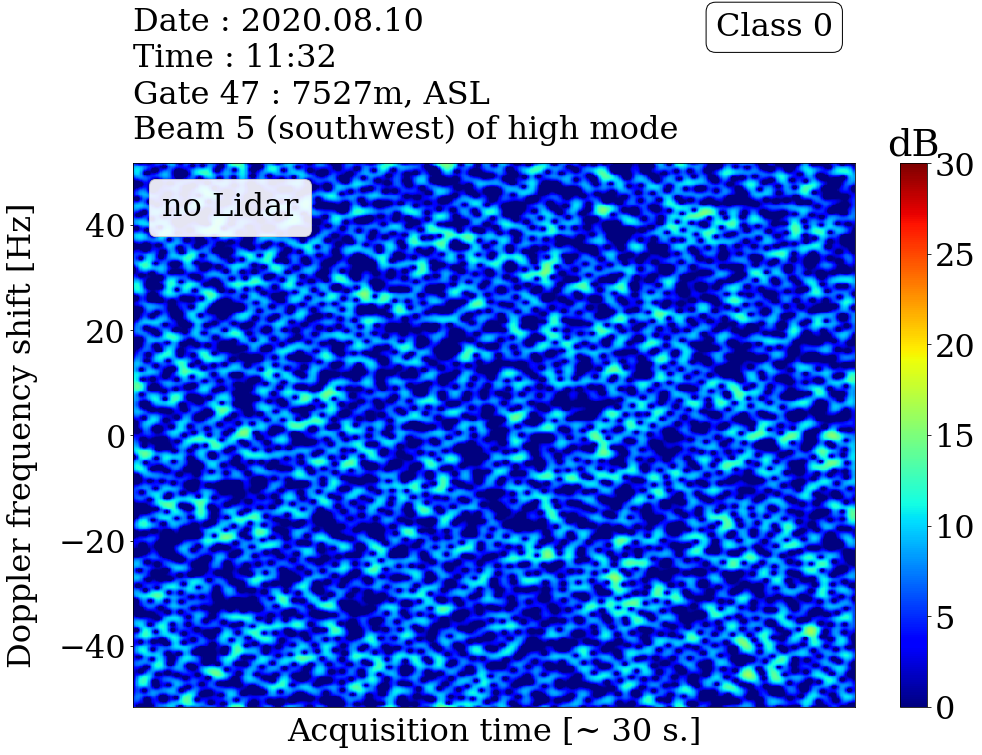 Date : 2020.08.10
Class 0
Time : 11:32
Gate 47 : 7527m, ASL
Beam 5 (southwest) of high mode
dB
no Lidar
Doppler frequency shift [Hz]
40
20
0
−20
−40
30
25
20
15
10
5
0
Acquisition time [~ 30 s.]